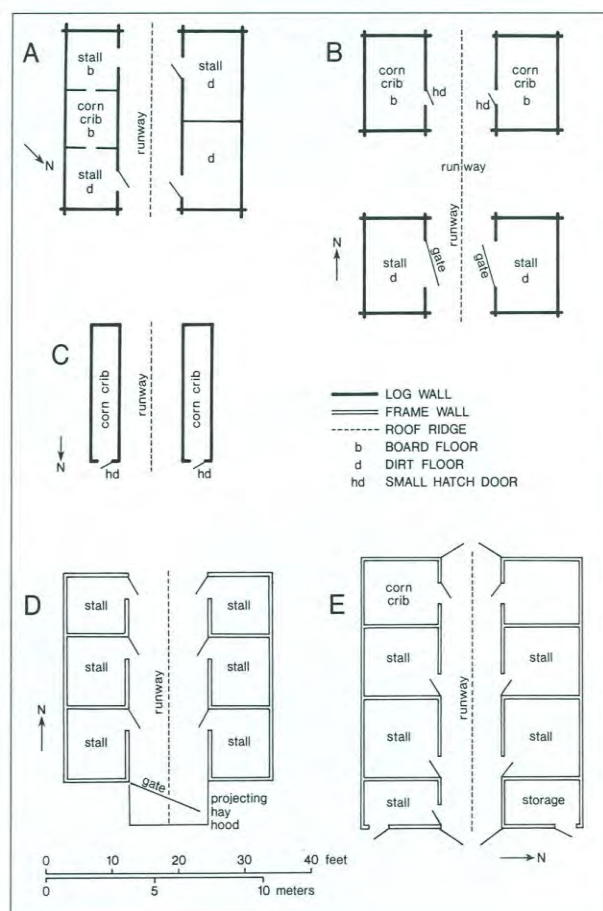 A
stall
b
corn
crib
b
stall
d
runway
stall
d
d
N
B
corn
crib
b
hd
corn
crib
b
hd
runway
runway
N
stall
d
gate
gate
stall
d
C
corn crib
runway
corn crib
N
hd
hd
LOG WALL
FRAME WALL
ROOF RIDGE
b BOARD FLOOR
d DIRT FLOOR
hd SMALL HATCH DOOR
D
stall
stall
stall
runway
stall
stall
stall
N
gate
projecting
hay
hood
E
corn
crib
stall
stall
stall
runway
stall
stall
storage
N
0 10 20 30 40 feet
0 5 10 meters